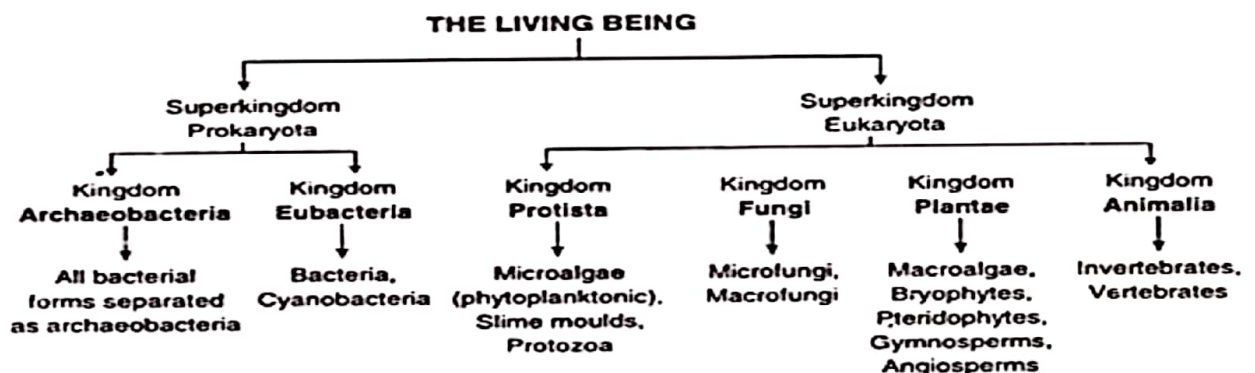 THE LIVING BEING
Superkingdom
Prokaryota
Superkingdom
Eukaryota
Kingdom
Archaeobacteria
Kingdom
Eubacteria
Kingdom
Protista
Kingdom
Fungi
Kingdom
Plantae
Kingdom
Animalia
All bacterial
forms separated
as archaeobacteria
Bacteria,
Cyanobacteria
Microalgae
(phytoplanktonic),
Slime moulds,
Protozoa
Microfungi,
Macrofungi
Macroalgae,
Bryophytes,
Pteridophytes,
Gymnosperms,
Angiosperms
Invertebrates,
Vertebrates